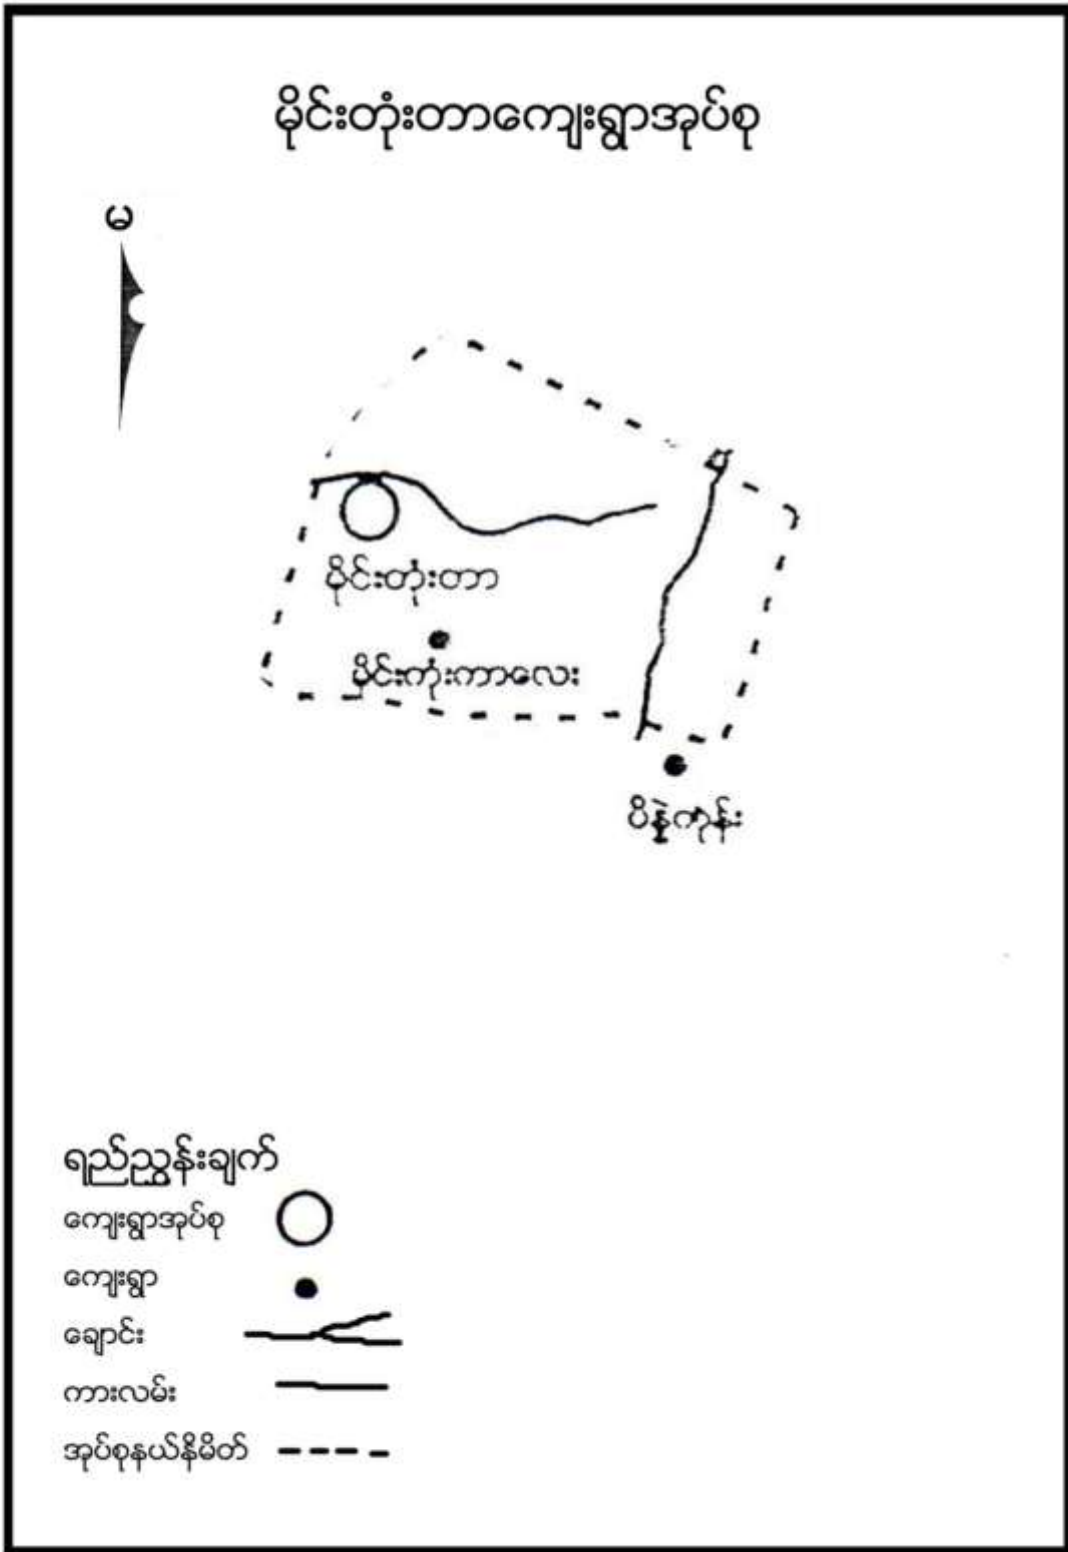 မိုင်းတုံးတာကျေးရွာအုပ်စု
မ
မိုင်းတုံးတာ
မိုင်းကုံးကာလေး
ပိန္နဲကုန်း
ရည်ညွှန်းချက်
ကျေးရွာအုပ်စု
ကျေးရွာ
ချောင်း
ကားလမ်း
အုပ်စုနယ်နိမိတ်